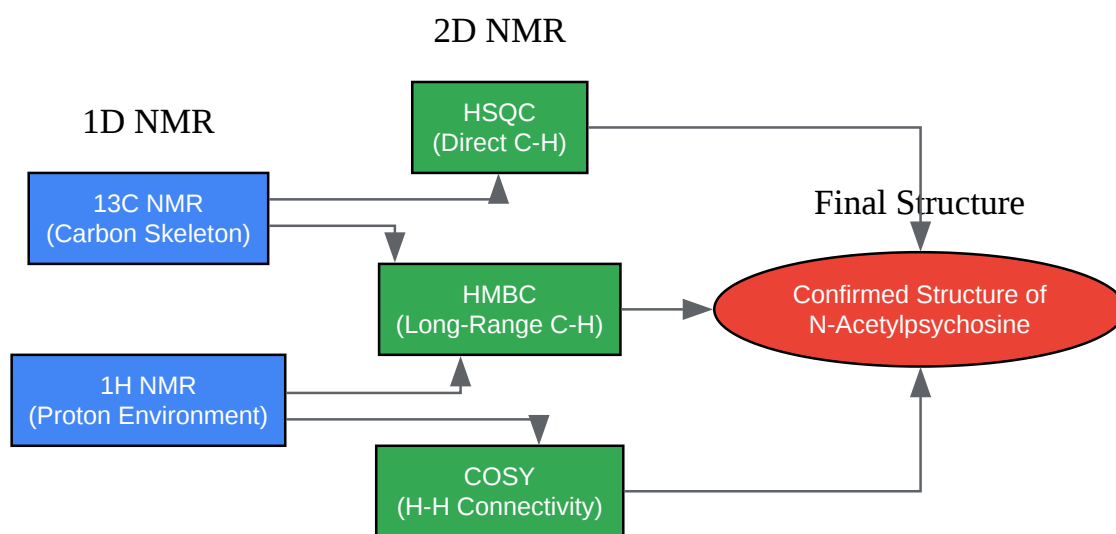 2D NMR
1D NMR
HSQC
(Direct C-H)
13C NMR
(Carbon Skeleton)
Final Structure
HMBC
(Long-Range C-H)
Confirmed Structure of
N-Acetylpsychosine
1H NMR
(Proton Environment)
COSY
(H-H Connectivity)